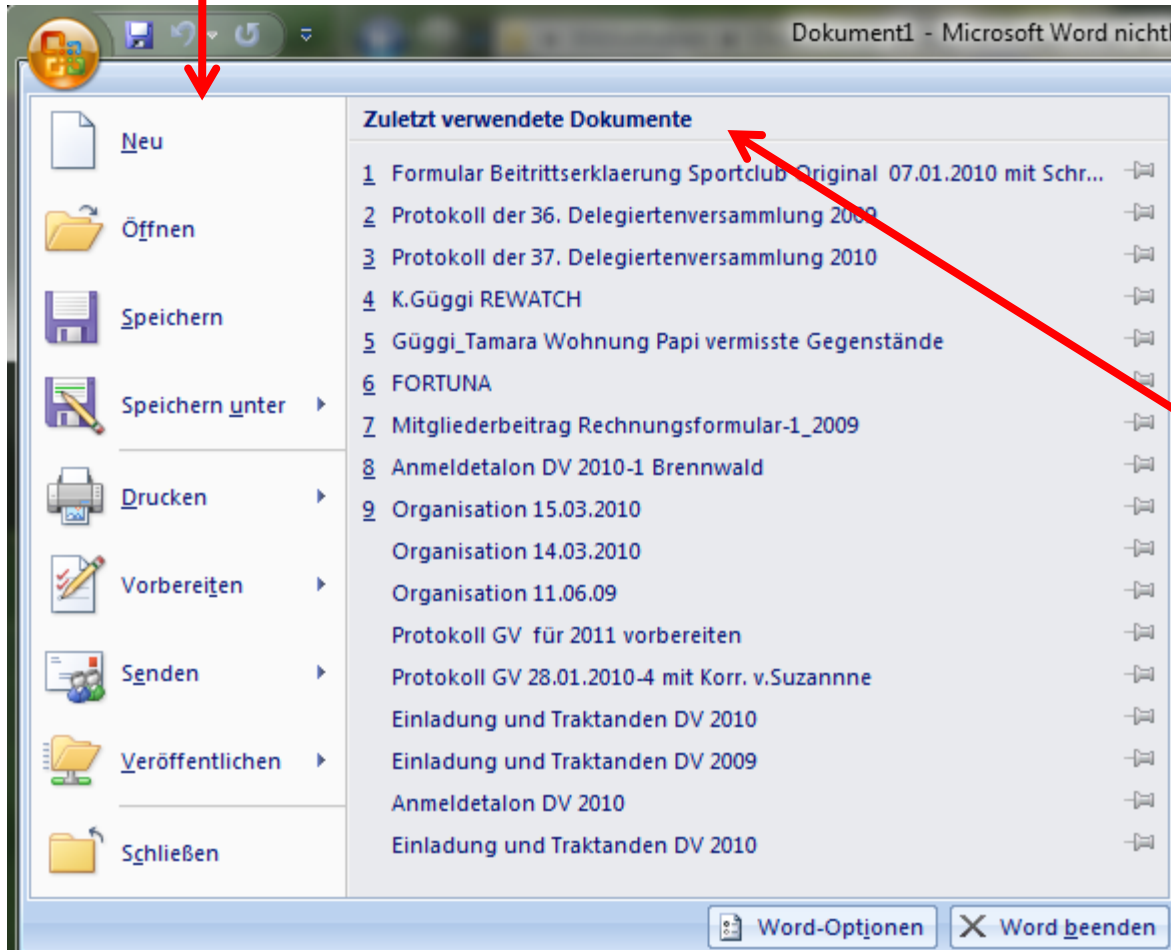 Dokument1 - Microsoft Word nicht
Neu
Öffnen
Speichern
Speichern unter
Drucken
Vorbereiten
Senden
Veröffentlichen
Schließen
Zuletzt verwendete Dokumente
1 Formular Beitrittserklaerung Sportclub Original 07.01.2010 mit Schr...
2 Protokoll der 36. Delegiertenversammlung 2009
3 Protokoll der 37. Delegiertenversammlung 2010
4 K.Güggi REWATCH
5 Güggi_Tamara Wohnung Papi vermisste Gegenstände
6 FORTUNA
7 Mitgliederbeitrag Rechnungsformular-1_2009
8 Anmeldetalon DV 2010-1 Brennwald
9 Organisation 15.03.2010
Organisation 14.03.2010
Organisation 11.06.09
Protokoll GV für 2011 vorbereiten
Protokoll GV 28.01.2010-4 mit Korr. v.Suzannne
Einladung und Traktanden DV 2010
Einladung und Traktanden DV 2009
Anmeldetalon DV 2010
Einladung und Traktanden DV 2010
Word-Optionen
Word beenden